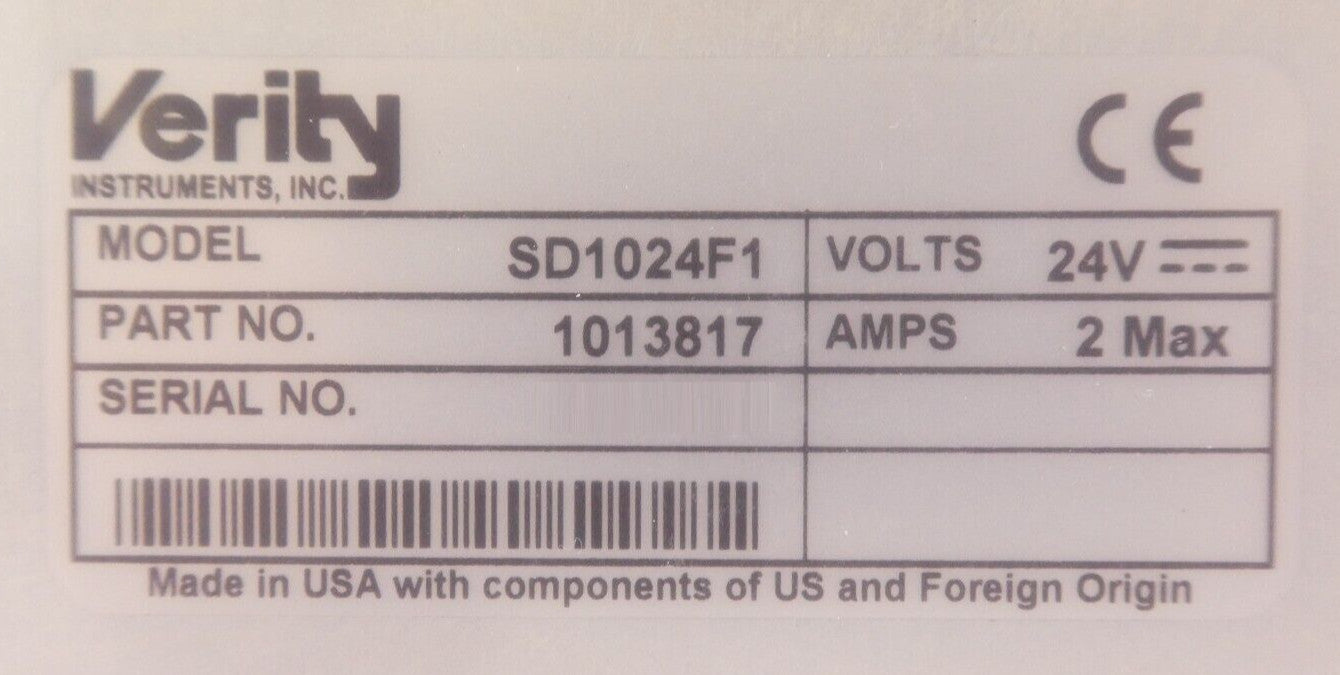 Verity
INSTRUMENTS, INC.
CE
MODEL SD1024F1 VOLTS 24V
PART NO. 1013817 AMPS 2 Max
SERIAL NO.
Made in USA with components of US and Foreign Origin